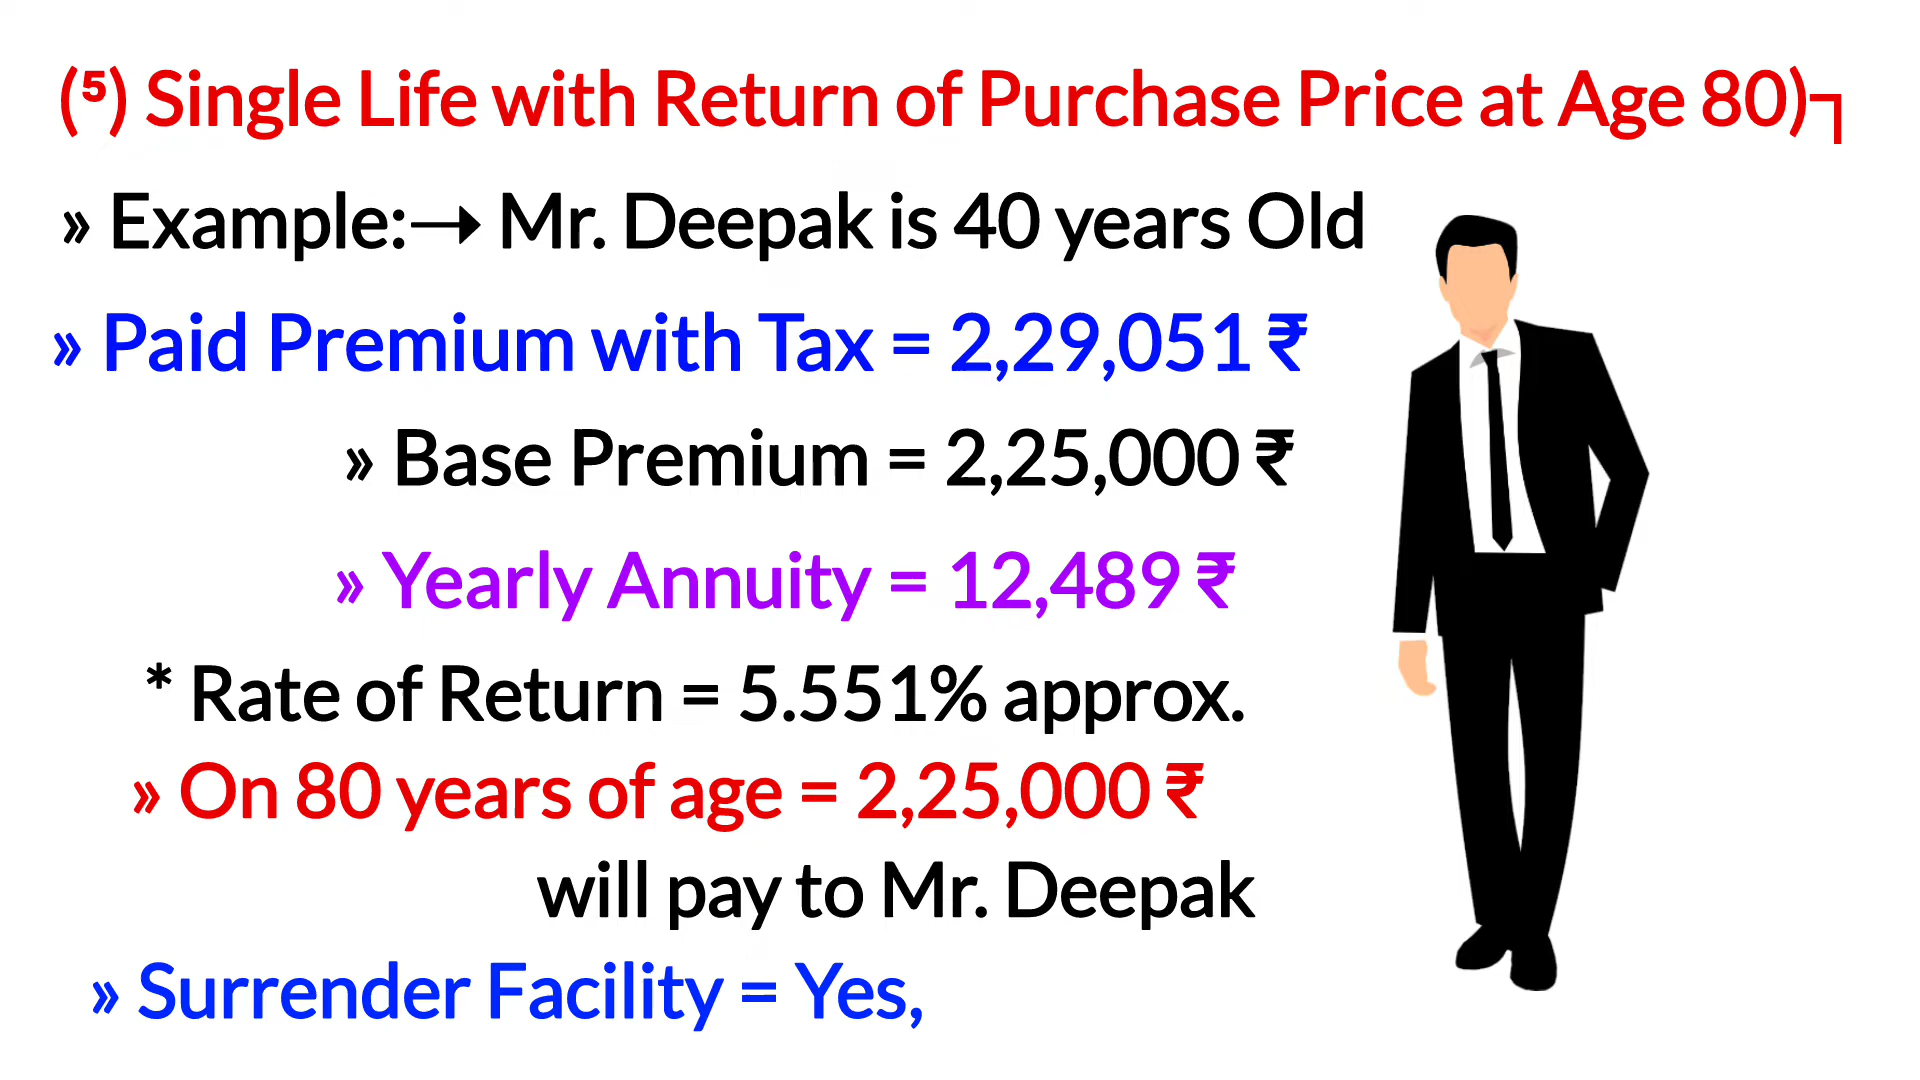 (⁵) Single Life with Return of Purchase Price at Age 80)┐
» Example:→ Mr. Deepak is 40 years Old
» Paid Premium with Tax = 2,29,051 ₹
» Base Premium = 2,25,000 ₹
» Yearly Annuity = 12,489 ₹
* Rate of Return = 5.551% approx.
» On 80 years of age = 2,25,000 ₹
will pay to Mr. Deepak
» Surrender Facility = Yes,